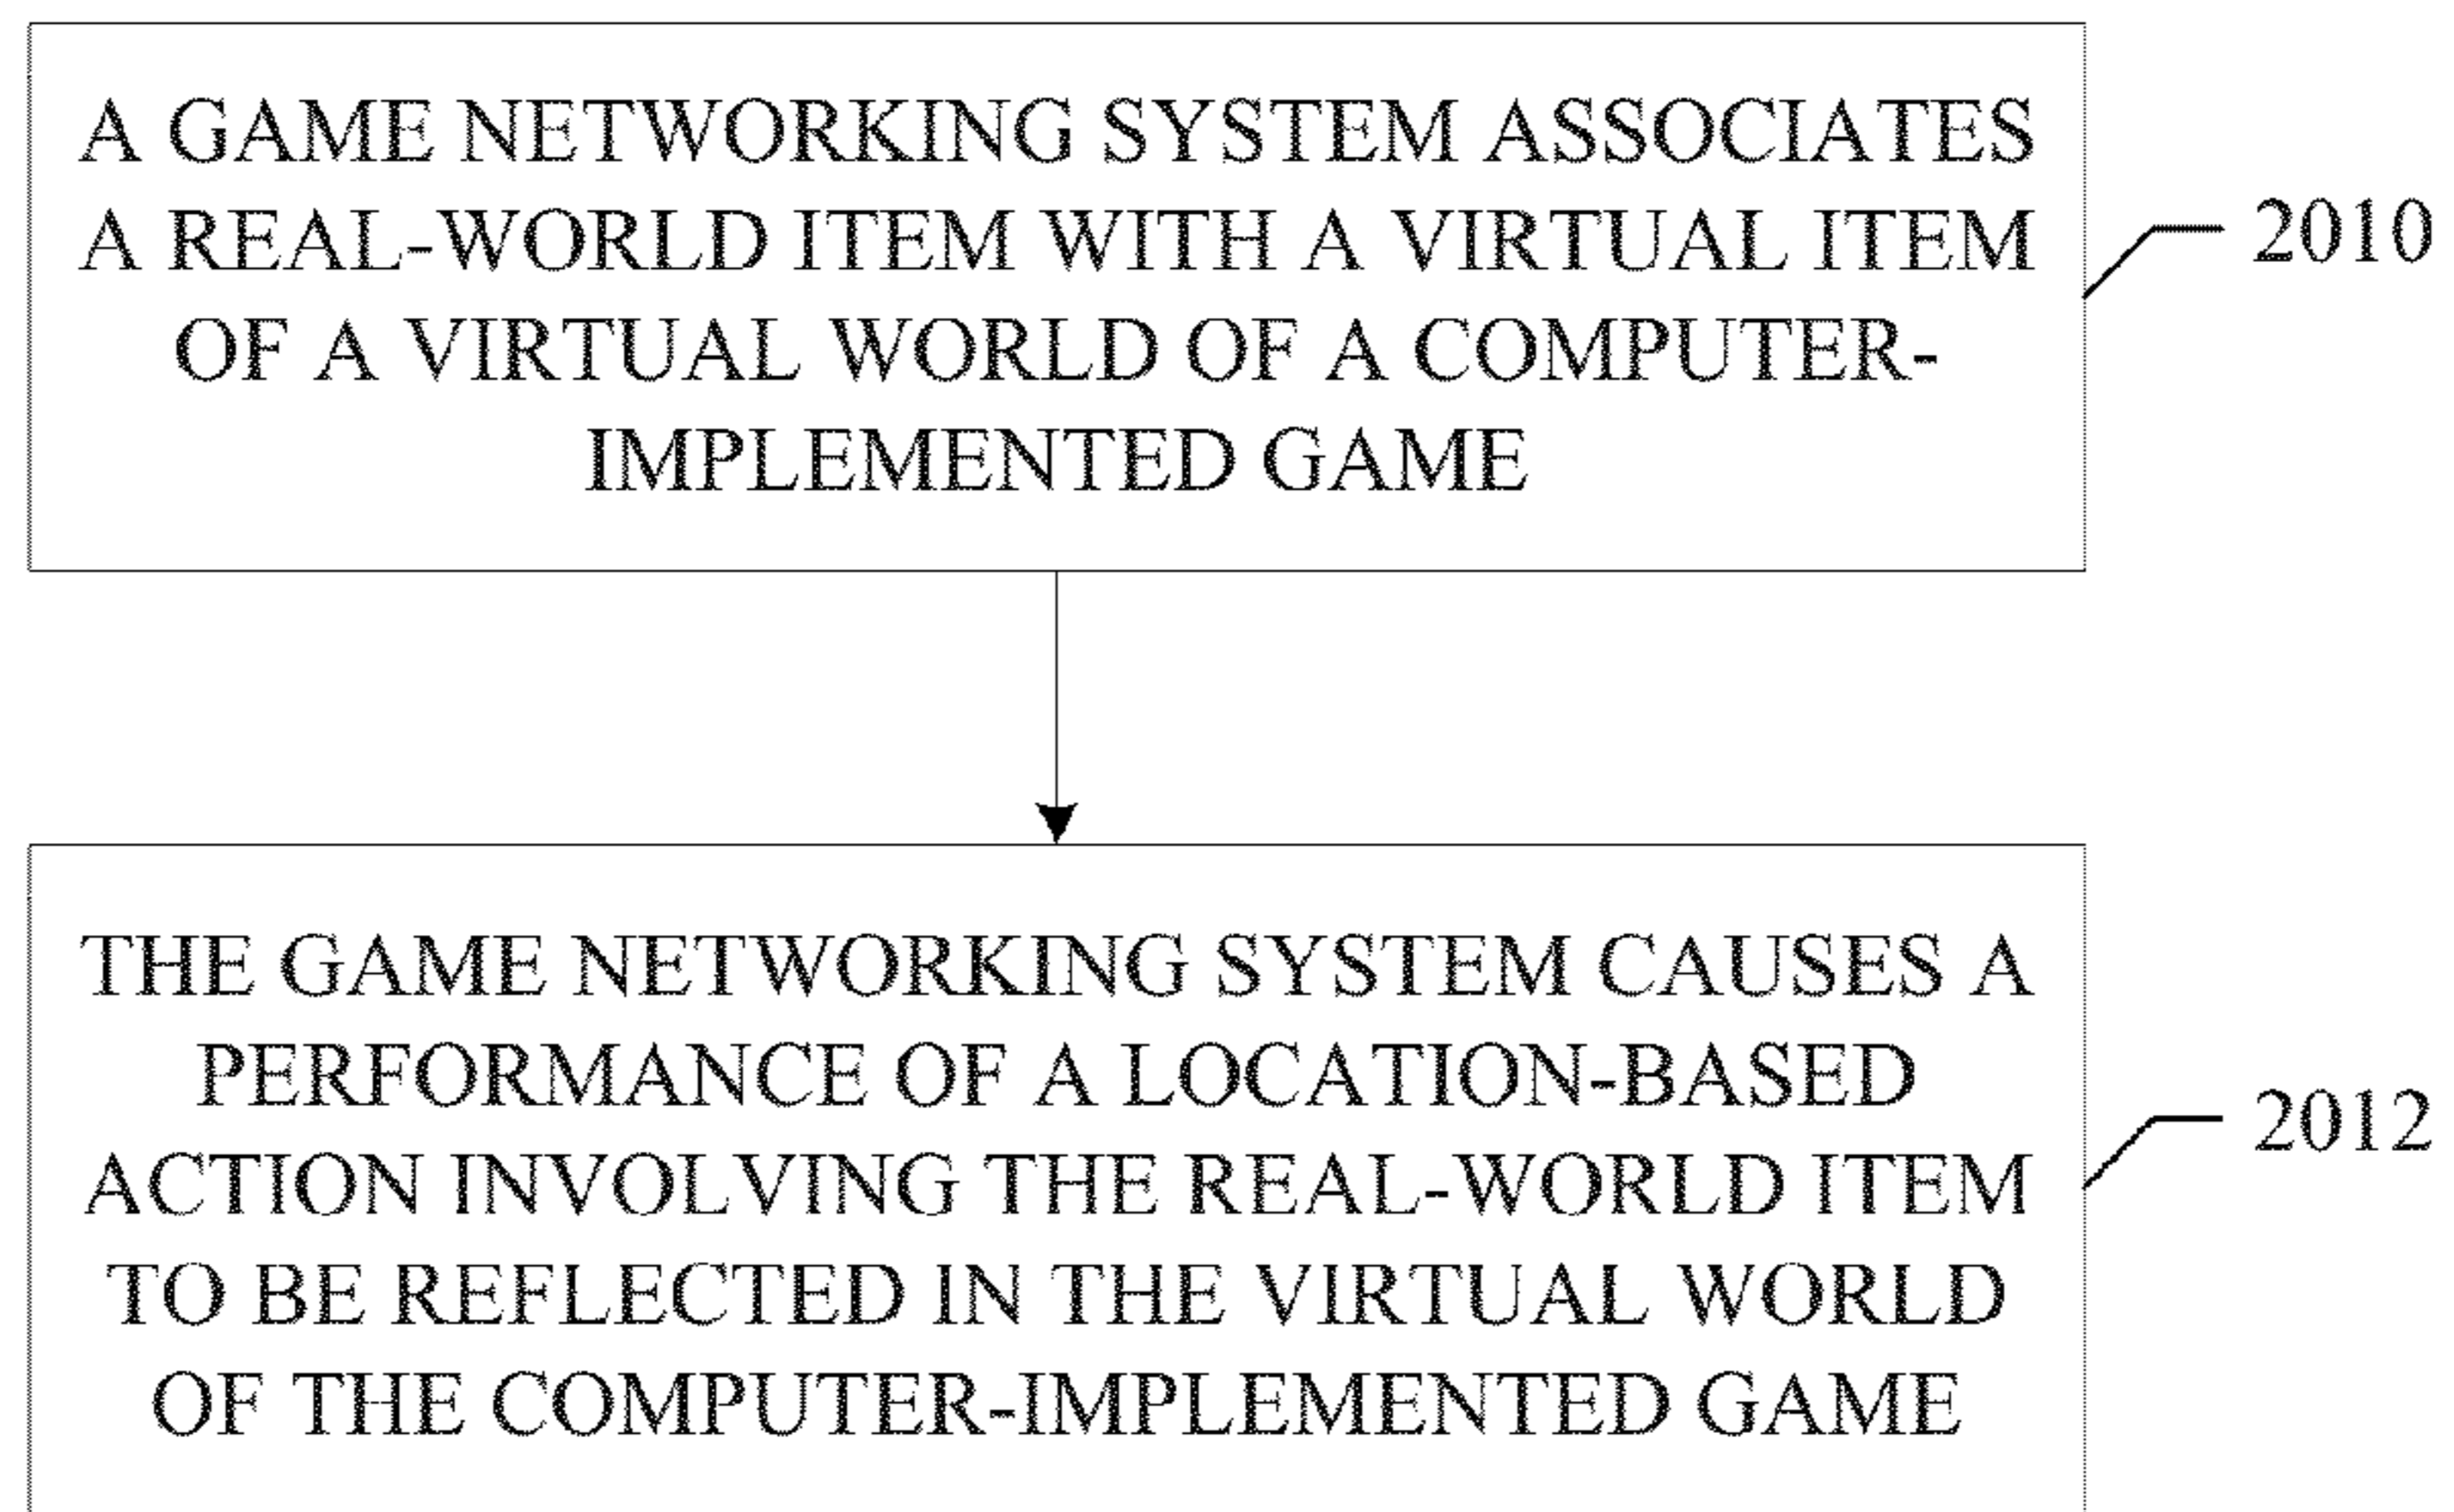 A GAME NETWORKING SYSTEM ASSOCIATES
A REAL-WORLD ITEM WITH A VIRTUAL ITEM
OF A VIRTUAL WORLD OF A COMPUTER-
IMPLEMENTED GAME
2010
THE GAME NETWORKING SYSTEM CAUSES A
PERFORMANCE OF A LOCATION-BASED
ACTION INVOLVING THE REAL-WORLD ITEM
TO BE REFLECTED IN THE VIRTUAL WORLD
OF THE COMPUTER-IMPLEMENTED GAME
2012